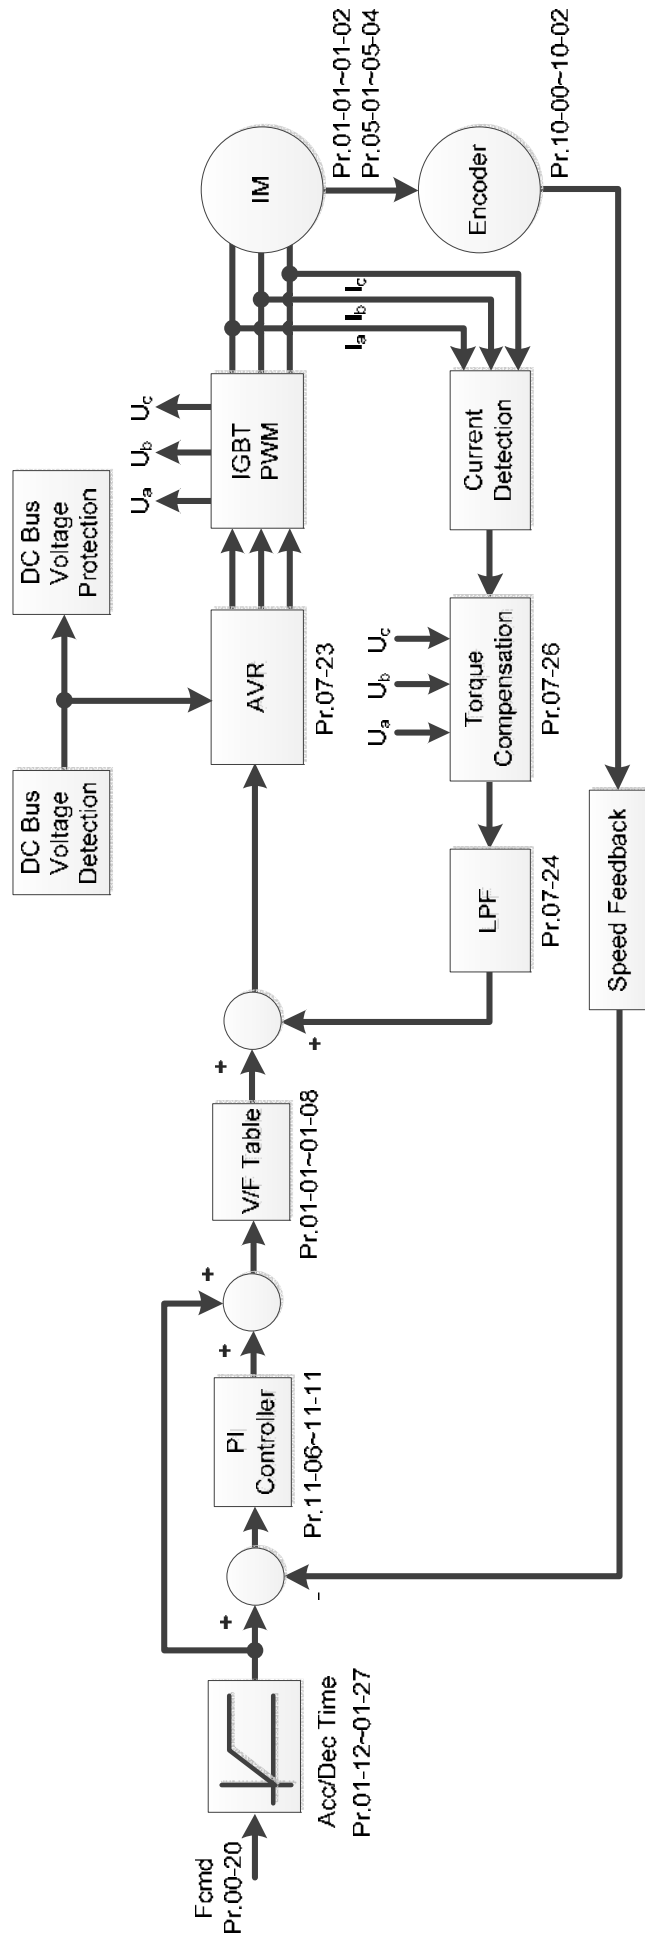 Fcmd
Pr.00-20
Acc/Dec Time
Pr.01-12~01-27
+
-
PI
Controller
Pr.11-06~11-11
+
+
V/F Table
Pr.01-01~01-08
+
+
DC Bus
Voltage
Detection
DC Bus
Voltage
Protection
AVR
Pr.07-23
IGBT
PWM
Ua
Ub
Uc
IM
Pr.01-01~01-02
Pr.05-01~05-04
Ia
Ib
Ic
Encoder
Pr.10-00~10-02
Current
Detection
Torque
Compensation
Pr.07-26
Ua
Ub
Uc
LPF
Pr.07-24
Speed Feedback